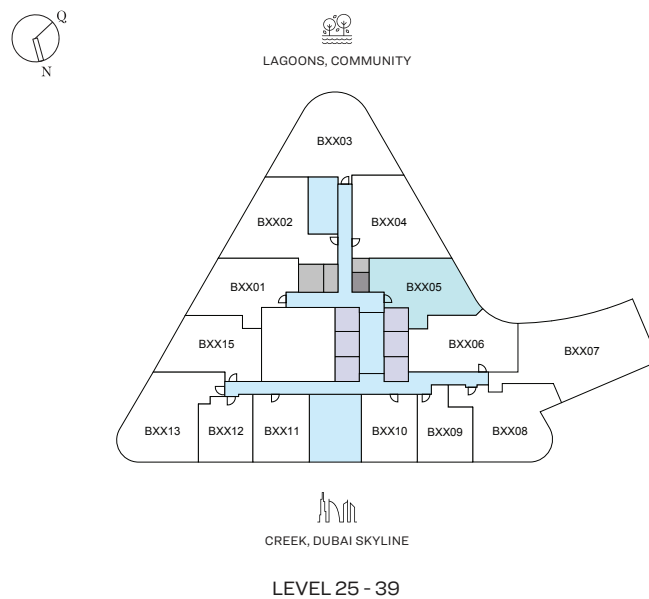 Q
N
LAGOONS, COMMUNITY
BXX03
BXX02
BXX04
BXX01
BXX05
BXX15
BXX06
BXX07
BXX13
BXX12
BXX11
BXX10
BXX09
BXX08
CREEK, DUBAI SKYLINE
LEVEL 25 - 39